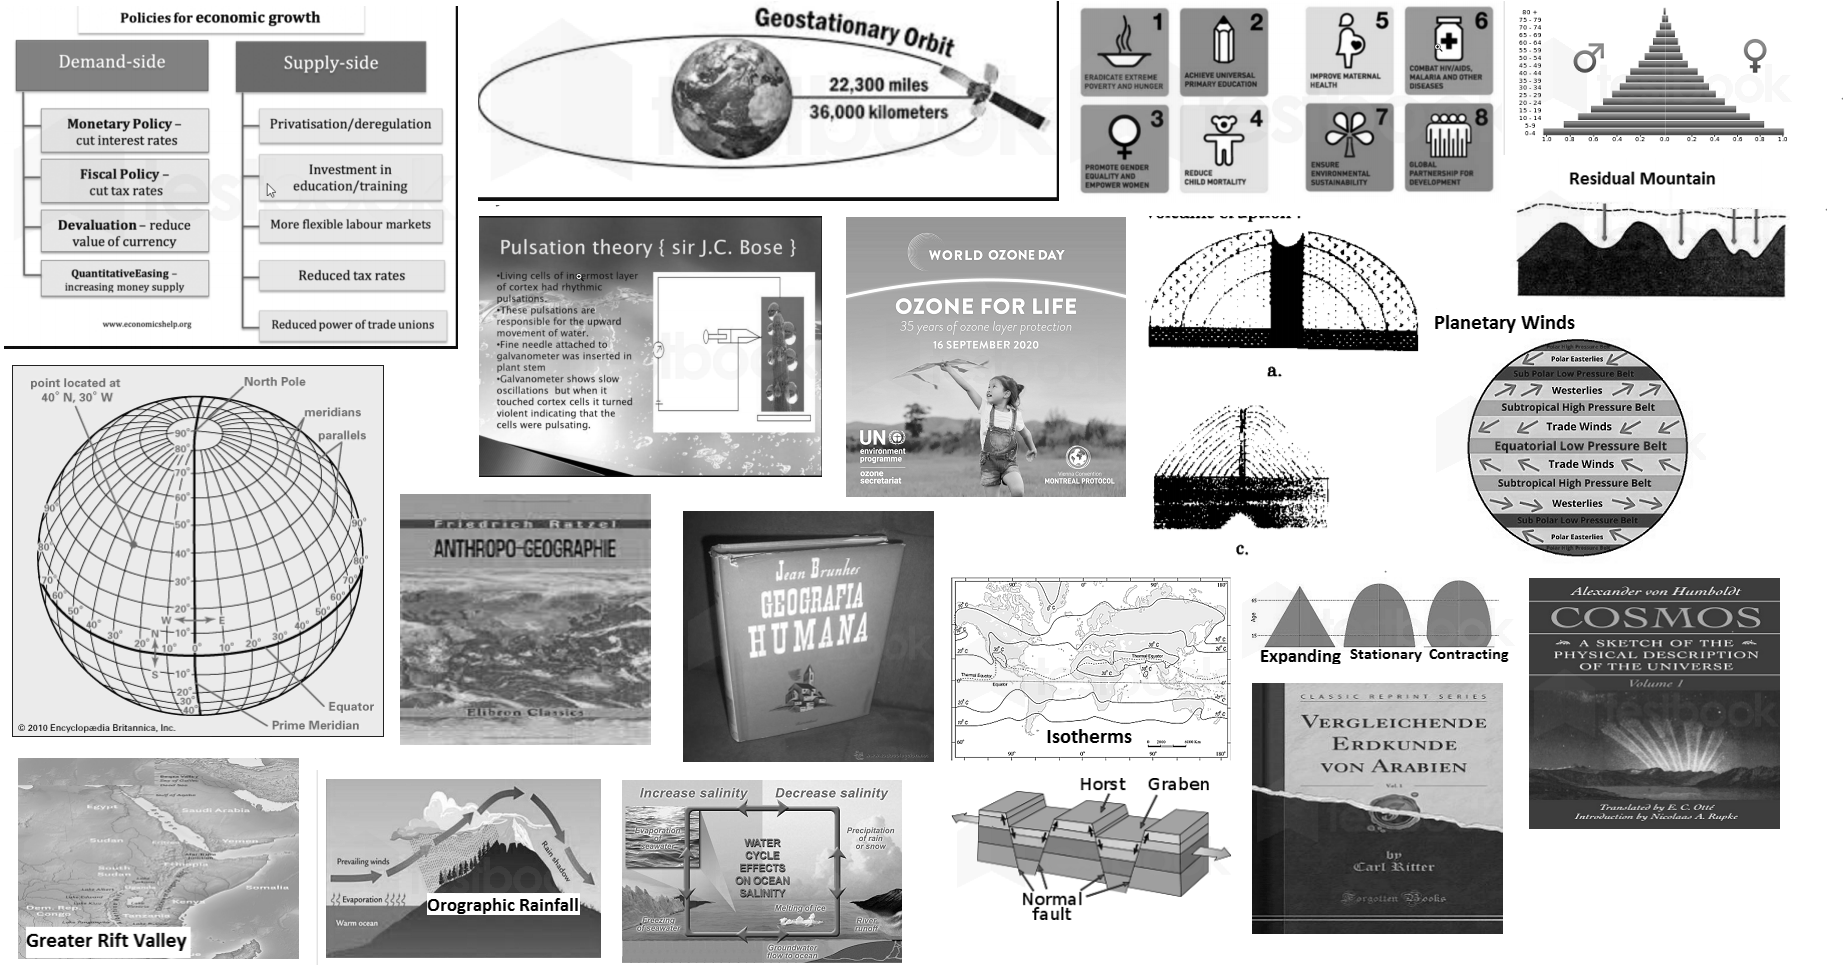 Policies for economic growth
Demand-side
Supply-side
Monetary Policy –
cut interest rates
Fiscal Policy –
cut tax rates
Devaluation – reduce
value of currency
QuantitativeEasing –
increasing money supply
www.economicshelp.org
Privatisation/deregulation
Investment in
education/training
More flexible labour markets
Reduced tax rates
Reduced power of trade unions
Geostationary Orbit
22,300 miles
36,000 kilometers
1
ERADICATE EXTREME
POVERTY AND HUNGER
2
ACHIEVE UNIVERSAL
PRIMARY EDUCATION
5
IMPROVE MATERNAL
HEALTH
6
COMBAT HIV/AIDS,
MALARIA AND OTHER
DISEASES
3
PROMOTE GENDER
EQUALITY AND
EMPOWER WOMEN
4
REDUCE
CHILD MORTALITY
7
ENSURE
ENVIRONMENTAL
SUSTAINABILITY
8
GLOBAL
PARTNERSHIP FOR
DEVELOPMENT
80 +
75 - 79
70 - 74
65 - 69
60 - 64
55 - 59
50 - 54
45 - 49
40 - 44
35 - 39
30 - 34
25 - 29
20 - 24
15 - 19
10 - 14
5-9
0-4
1.0 0.8 0.6 0.4 0.2 0.0 0.2 0.4 0.6 0.8 1.0
Residual Mountain
Pulsation theory { sir J.C. Bose }
•Living cells of innermost layer
of cortex had rhythmic
pulsations.
•These pulsations are
responsible for the upward
movement of water.
•Fine needle attached to
galvanometer was inserted in
plant stem
•Galvanometer shows slow
oscillations but when it
touched cortex cells it turned
violent indicating that the
cells were pulsating.
WORLD OZONE DAY
OZONE FOR LIFE
35 years of ozone layer protection
16 SEPTEMBER 2020
UN
environment
programme
ozone
secretariat
Vienna Convention
MONTREAL PROTOCOL
volcanic eruption :
a.
c.
Planetary Winds
Polar High Pressure Belt
Polar Easterlies
Sub Polar Low Pressure Belt
Westerlies
Subtropical High Pressure Belt
Trade Winds
Equatorial Low Pressure Belt
Trade Winds
Subtropical High Pressure Belt
Westerlies
Sub Polar Low Pressure Belt
Polar Easterlies
Polar High Pressure Belt
point located at
40° N, 30° W
North Pole
meridians
parallels
90°
80°
70°
60°
50°
40°
30°
20°
10°
0°
W E
N
S
Equator
Prime Meridian
© 2010 Encyclopædia Britannica, Inc.
Friedrich Ratzel
ANTHROPO-GEOGRAPHIE
Elibron Classics
Jean Brunhes
GEOGRAFIA
HUMANA
Thermal Equator
Thermal Equator
Equator
Isotherms
Age
65
15
Expanding Stationary Contracting
Alexander von Humboldt
COSMOS
A SKETCH OF THE
PHYSICAL DESCRIPTION
OF THE UNIVERSE
Volume 1
Translated by E. C. Otté
Introduction by Nicolaas A. Rupke
CLASSIC REPRINT SERIES
VERGLEICHENDE
ERDKUNDE
VON ARABIEN
Vol. 1
by
Carl Ritter
Forgotten Books
Egypt
Saudi Arabia
Sudan
Yemen
South
Sudan
Ethiopia
Somalia
Uganda
Kenya
Dem. Rep.
Congo
Tanzania
Greater Rift Valley
Prevailing winds
Evaporation
Warm ocean
Rain shadow
Orographic Rainfall
Increase salinity
Decrease salinity
Evaporation
of
seawater
Precipitation
of rain
or snow
WATER
CYCLE
EFFECTS
ON OCEAN
SALINITY
Freezing
of seawater
Melting of ice
River
runoff
Groundwater
flow to ocean
Horst
Graben
Normal
fault